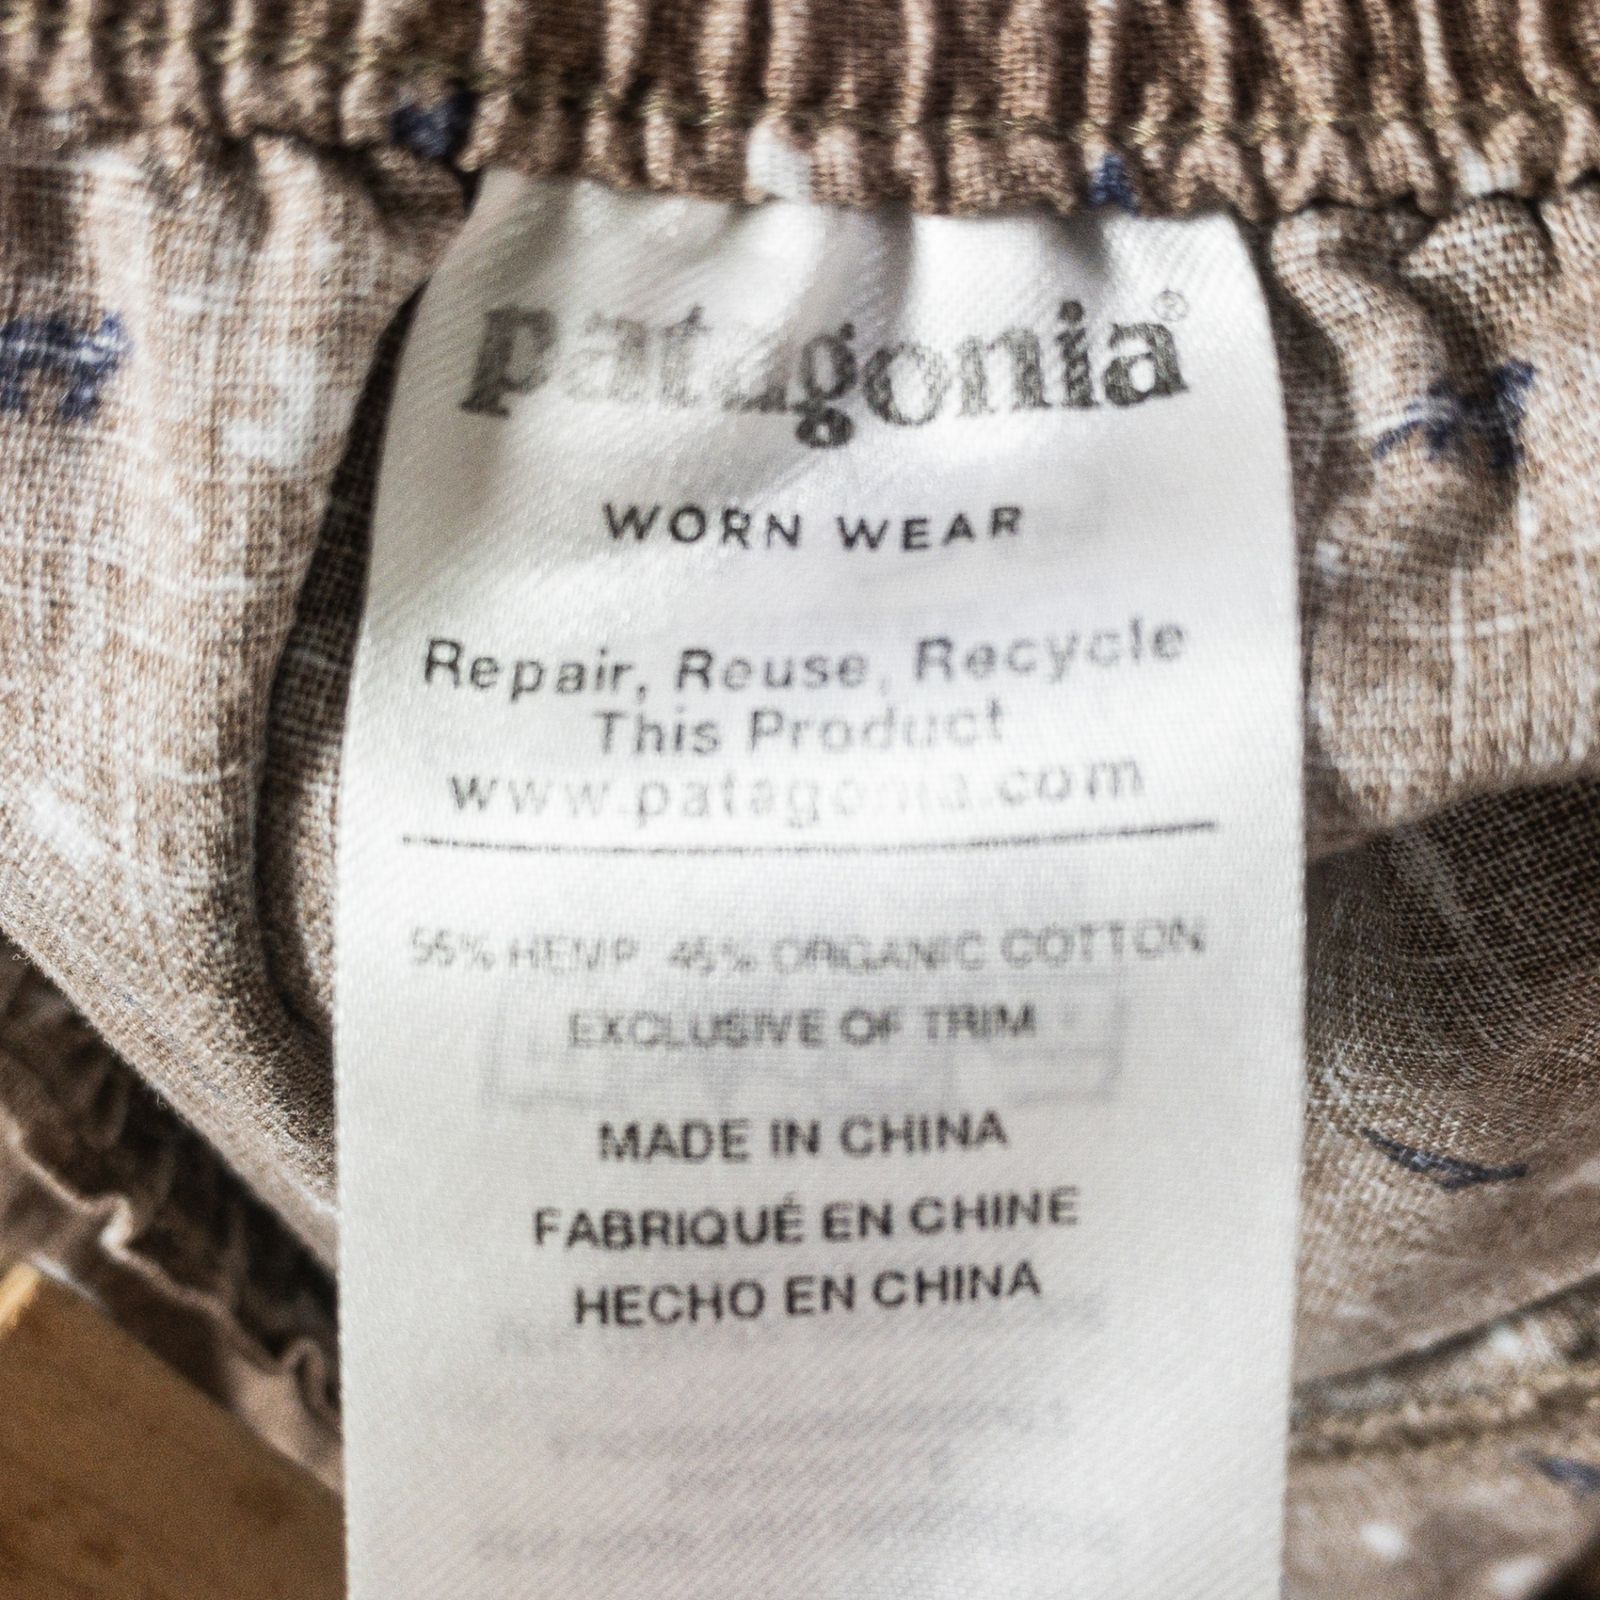 patagonia®
WORN WEAR
Repair, Reuse, Recycle
This Product
www.patagonia.com
55% HEMP 45% ORGANIC COTTON
EXCLUSIVE OF TRIM
MADE IN CHINA
FABRIQUÉ EN CHINE
HECHO EN CHINA